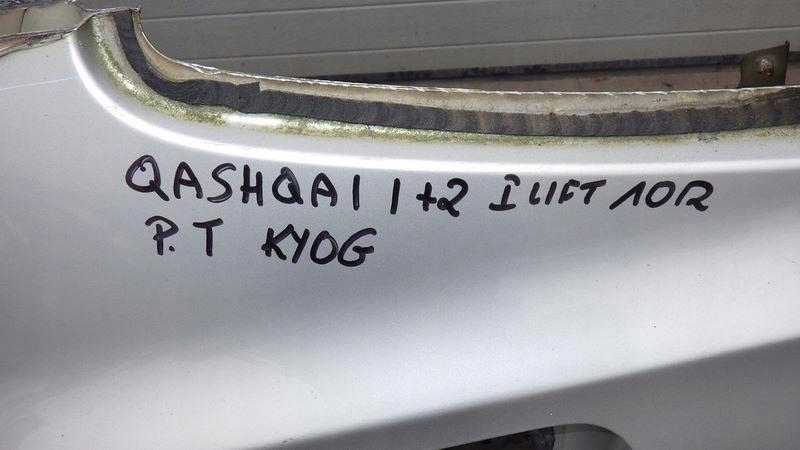 QASHQAI 1+2 I LIFT 10R
P.T KYOG